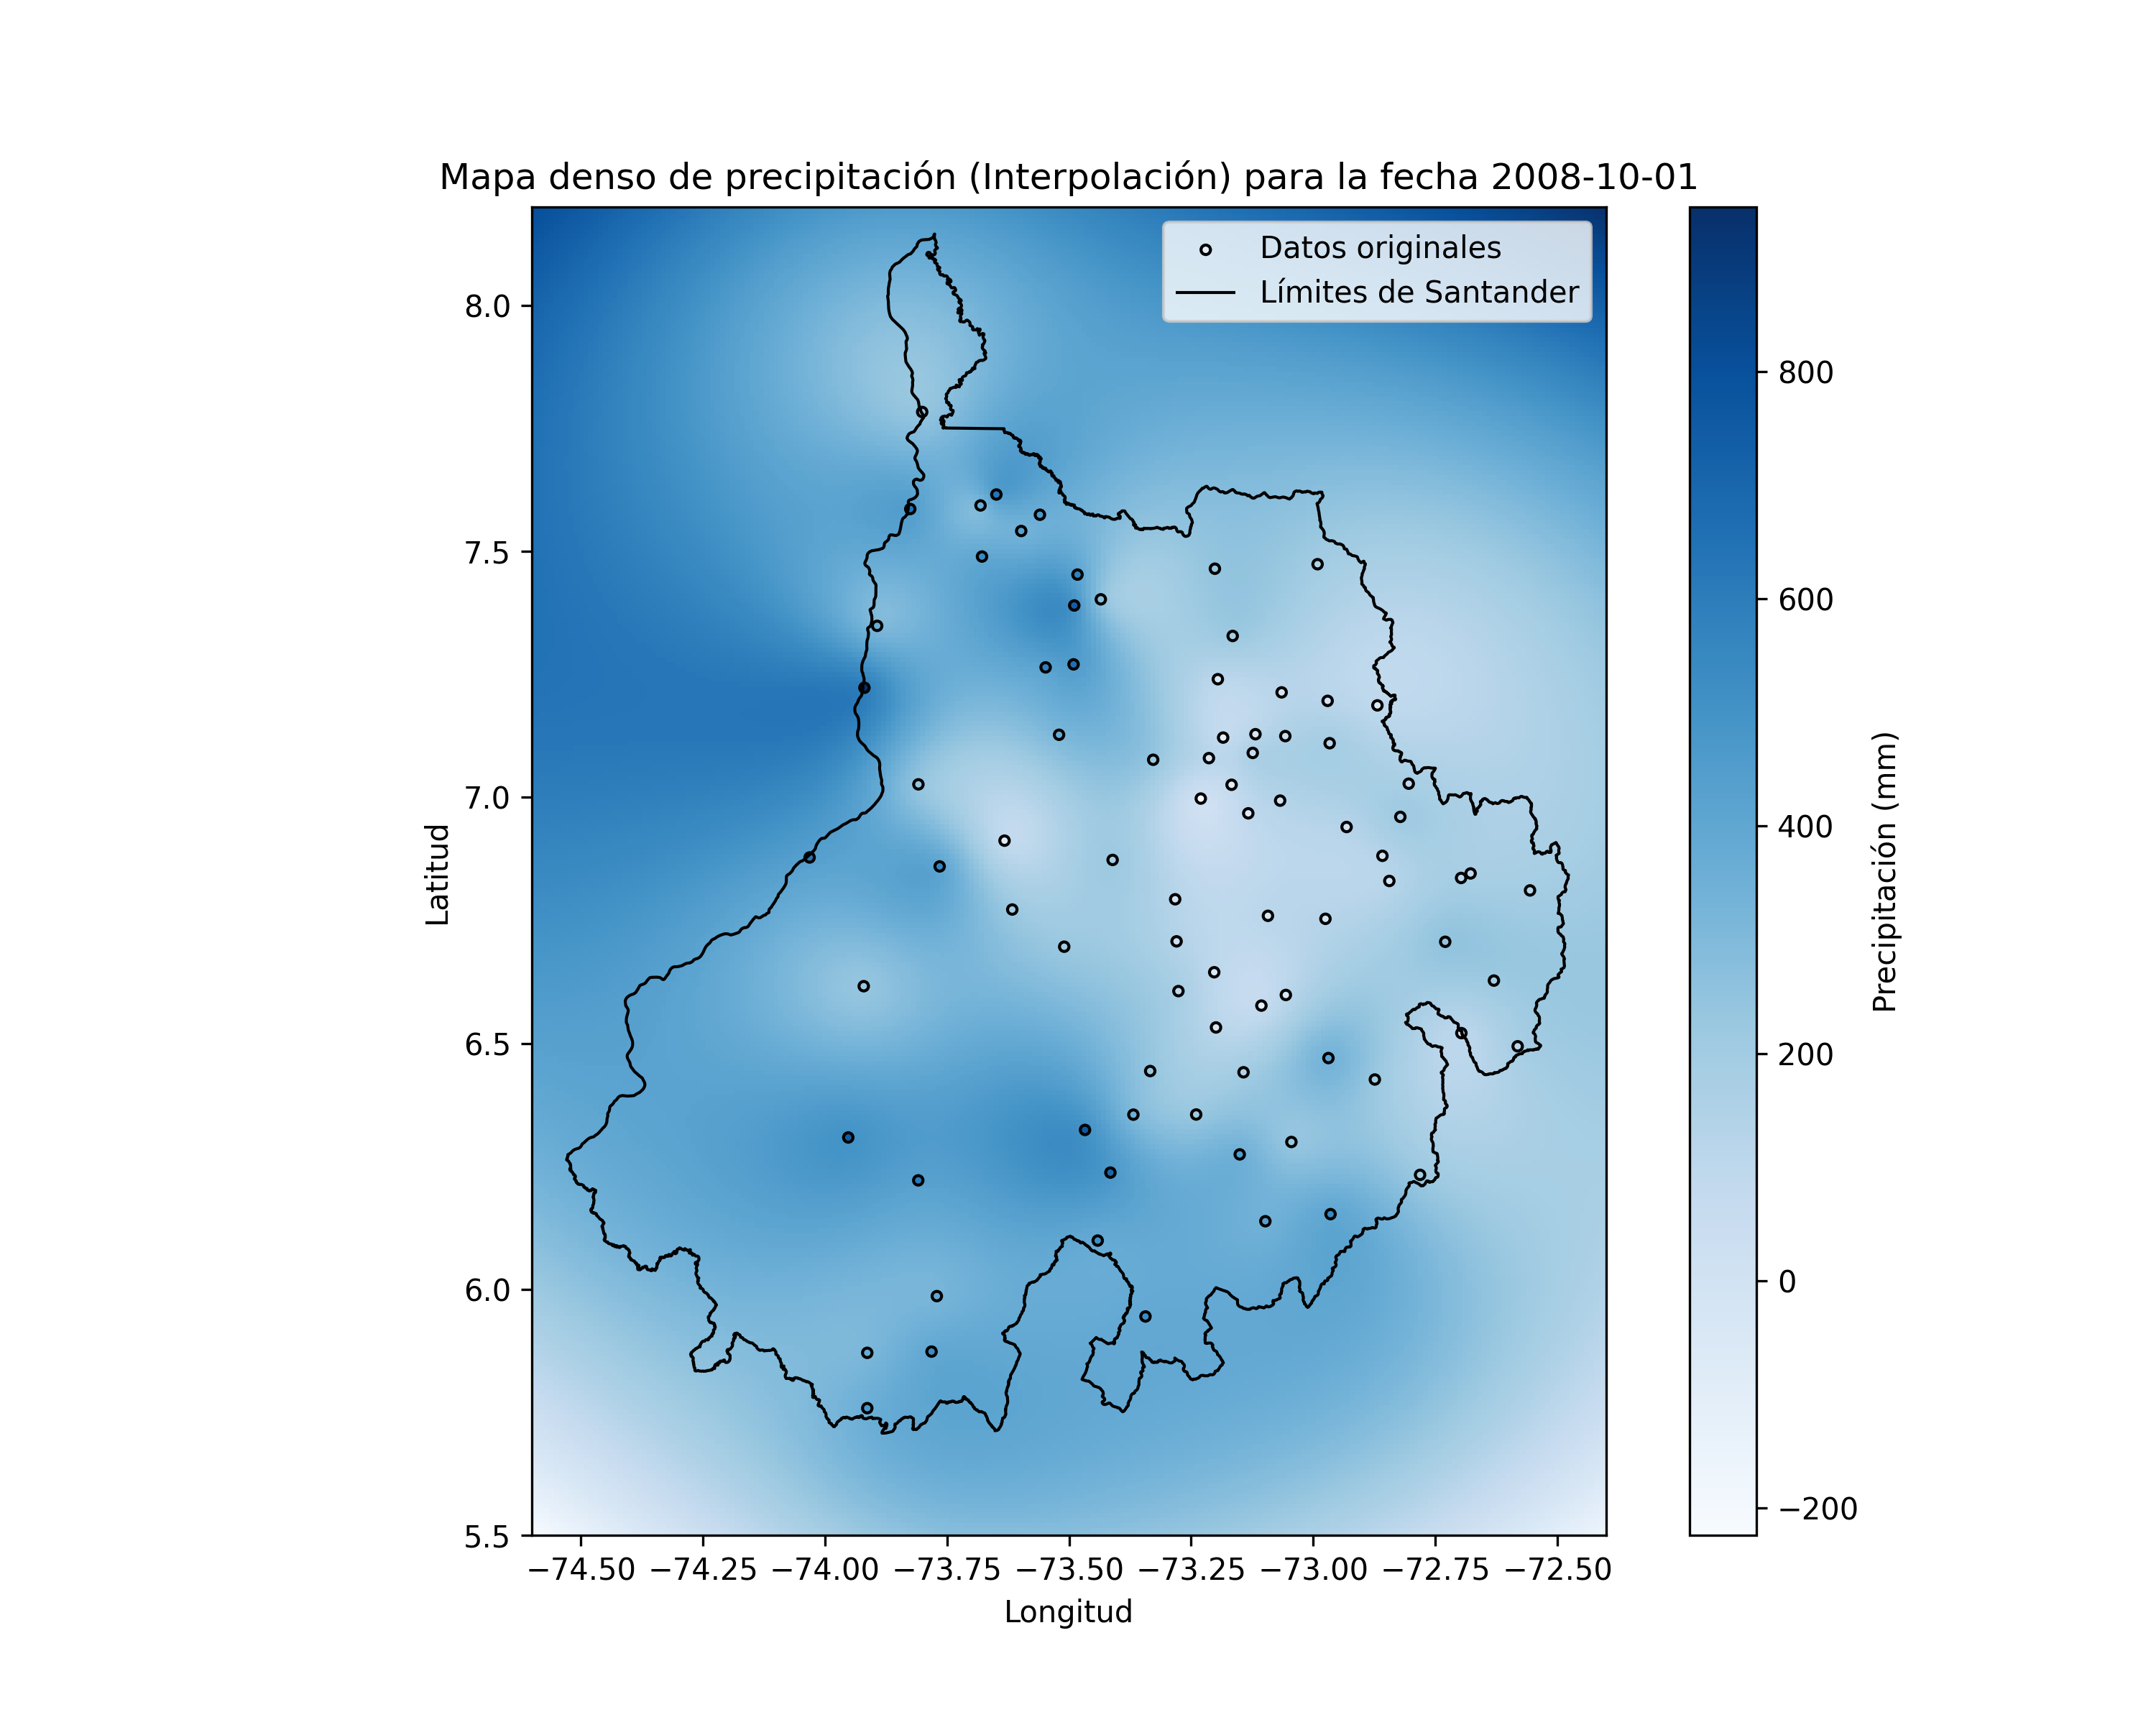 Mapa denso de precipitación (Interpolación) para la fecha 2008-10-01
Datos originales
Límites de Santander
8.0
7.5
7.0
6.5
6.0
5.5
Latitud
−74.50 −74.25 −74.00 −73.75 −73.50 −73.25 −73.00 −72.75 −72.50
Longitud
800
600
400
200
0
−200
Precipitación (mm)